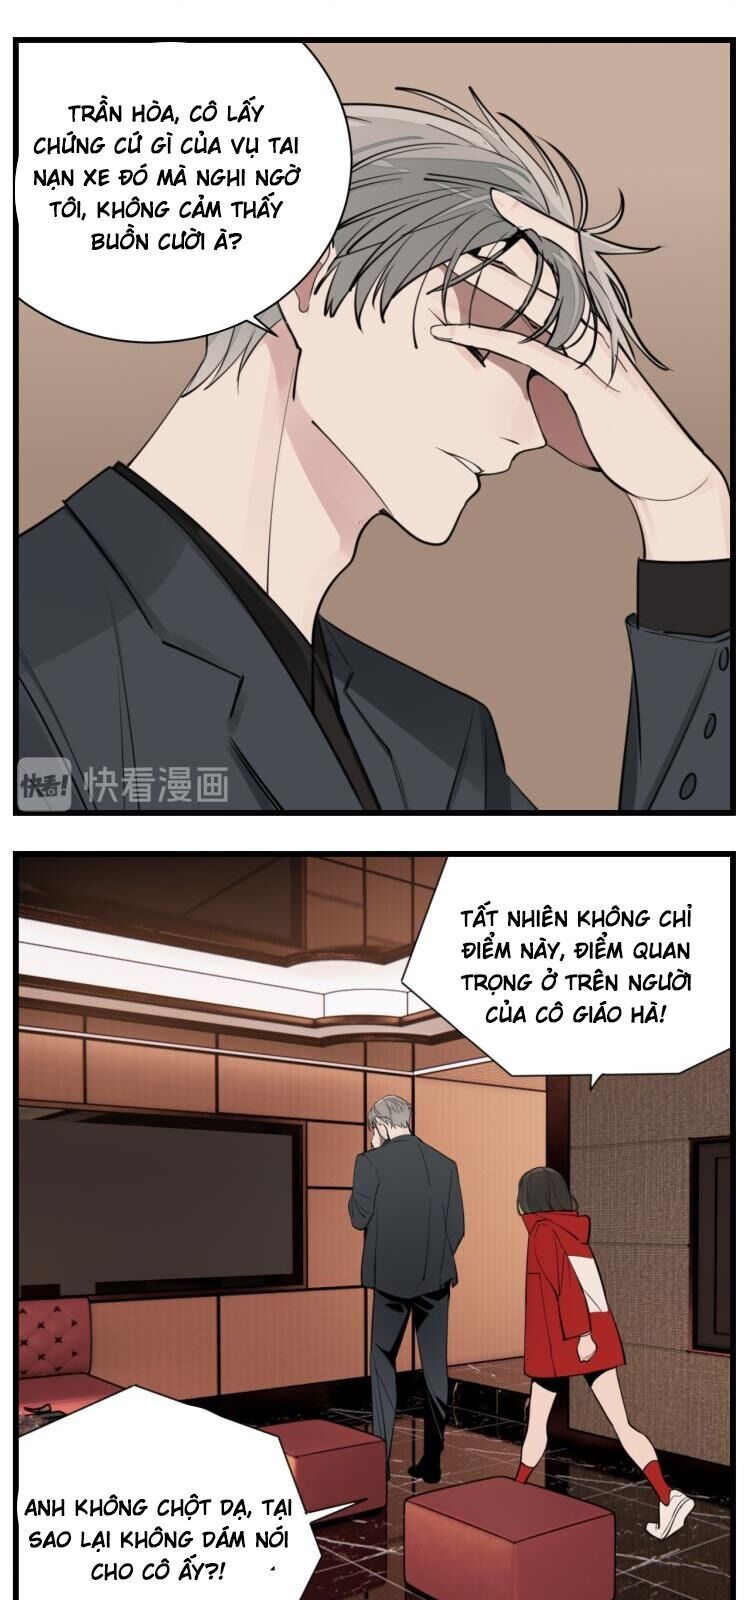 TRẦN HÒA, CÔ LẤY
CHỨNG CỨ GÌ CỦA VỤ TAI
NẠN XE ĐÓ MÀ NGHI NGỜ
TÔI, KHÔNG CẢM THẤY
BUỒN CƯỜI À?
快看! 快看漫画
TẤT NHIÊN KHÔNG CHỈ
ĐIỂM NÀY, ĐIỂM QUAN
TRỌNG Ở TRÊN NGƯỜI
CỦA CÔ GIÁO HÀ!
ANH KHÔNG CHỘT DẠ, TẠI
SAO LẠI KHÔNG DÁM NÓI
CHO CÔ ẤY?!